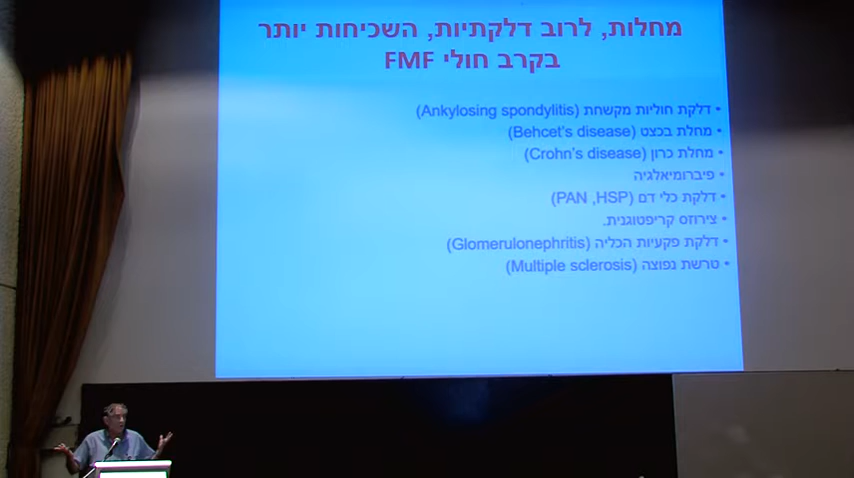 מחלות, לרוב דלקתיות, השכיחות יותר
בקרב חולי FMF
• דלקת חוליות מקשחת (Ankylosing spondylitis)
• מחלת בכצט (Behcet's disease)
• מחלת כרון (Crohn's disease)
• פיברומיאלגיה
• דלקת כלי דם (PAN ,HSP)
• צירוזס קריפטוגנית.
• דלקת פקעיות הכליה (Glomerulonephritis)
• טרשת נפוצה (Multiple sclerosis)